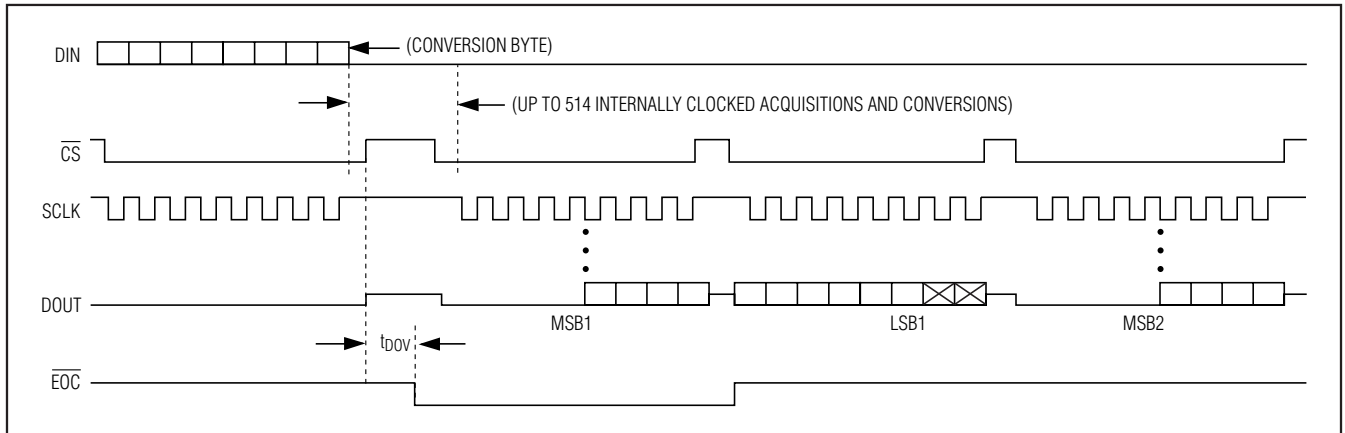 DIN
(CONVERSION BYTE)
(UP TO 514 INTERNALLY CLOCKED ACQUISITIONS AND CONVERSIONS)
CS
SCLK
DOUT
MSB1
LSB1
MSB2
tDOV
EOC